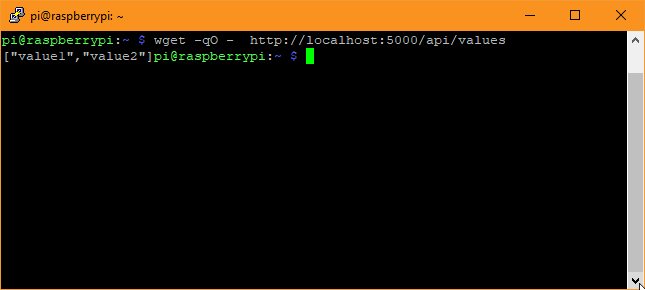 pi@raspberrypi: ~
pi@raspberrypi:~ $ wget -qO -  http://localhost:5000/api/values
["value1","value2"]pi@raspberrypi:~ $